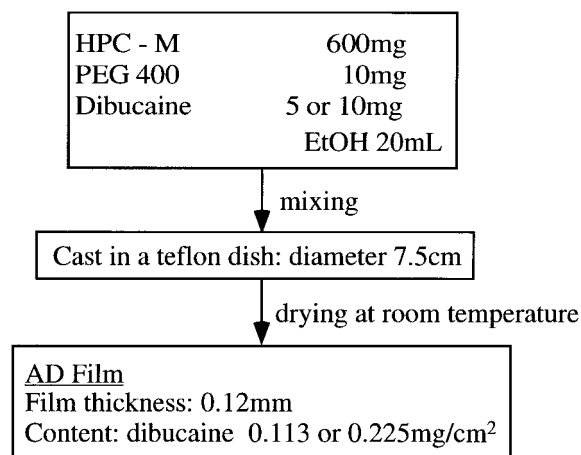 HPC - M 600mg
PEG 400 10mg
Dibucaine 5 or 10mg
EtOH 20mL
mixing
Cast in a teflon dish: diameter 7.5cm
drying at room temperature
AD Film
Film thickness: 0.12mm
Content: dibucaine 0.113 or 0.225mg/cm²